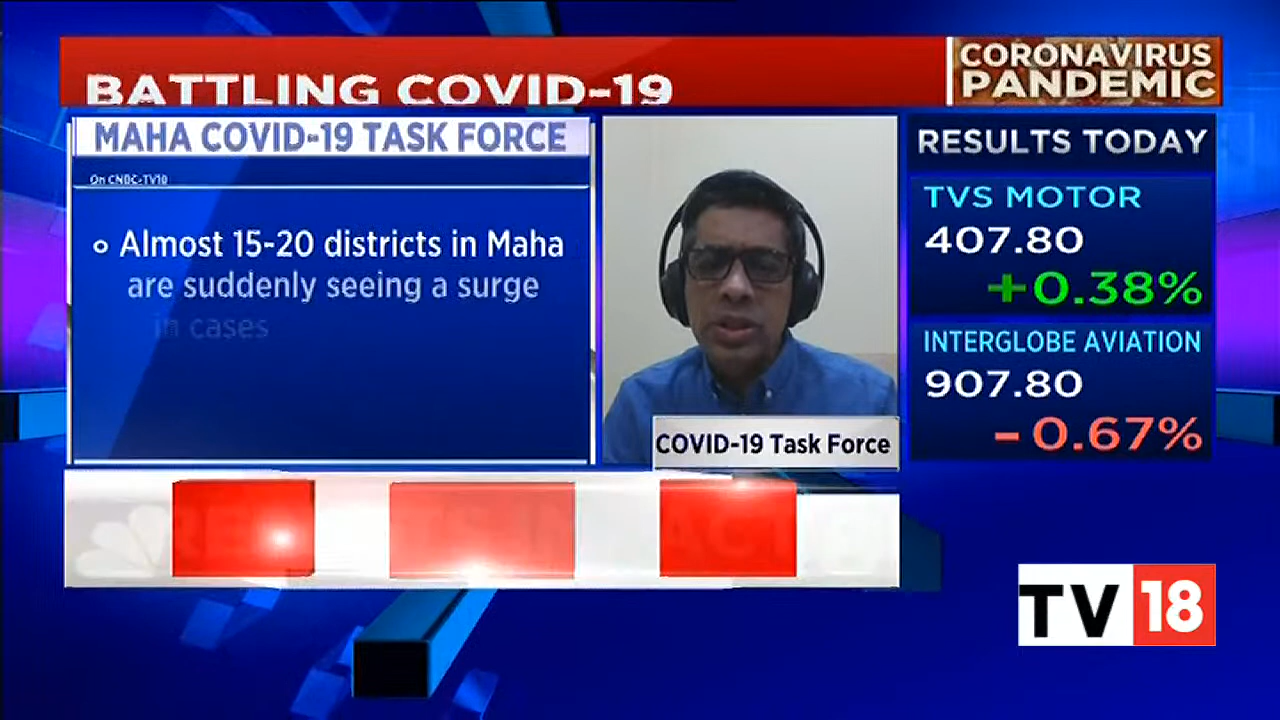 BATTLING COVID-19
CORONAVIRUS
PANDEMIC
MAHA COVID-19 TASK FORCE
On CNBC-TV18
Almost 15-20 districts in Maha
are suddenly seeing a surge
in cases
COVID-19 Task Force
RESULTS TODAY
TVS MOTOR
407.80
+0.38%
INTERGLOBE AVIATION
907.80
-0.67%
TV18